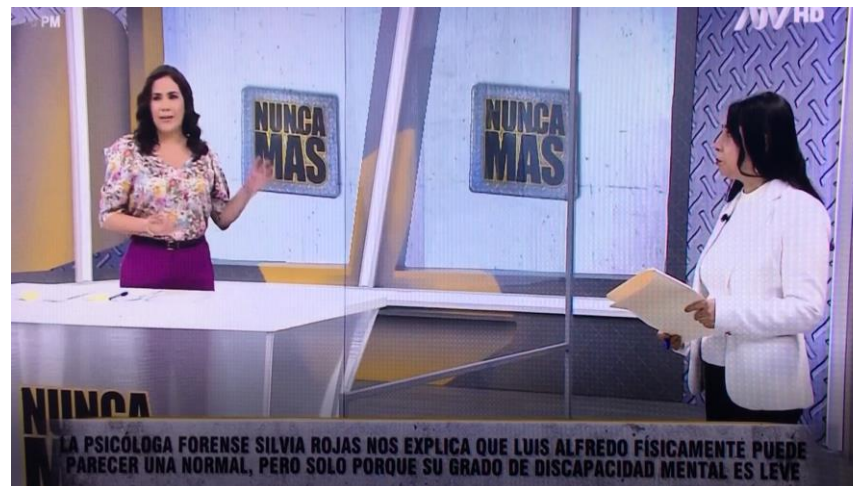 PM
ATV HD
NUNCA
MAS
NUNCA
MAS
NUNCA
LA PSICÓLOGA FORENSE SILVIA ROJAS NOS EXPLICA QUE LUIS ALFREDO FÍSICAMENTE PUEDE
PARECER UNA NORMAL, PERO SOLO PORQUE SU GRADO DE DISCAPACIDAD MENTAL ES LEVE